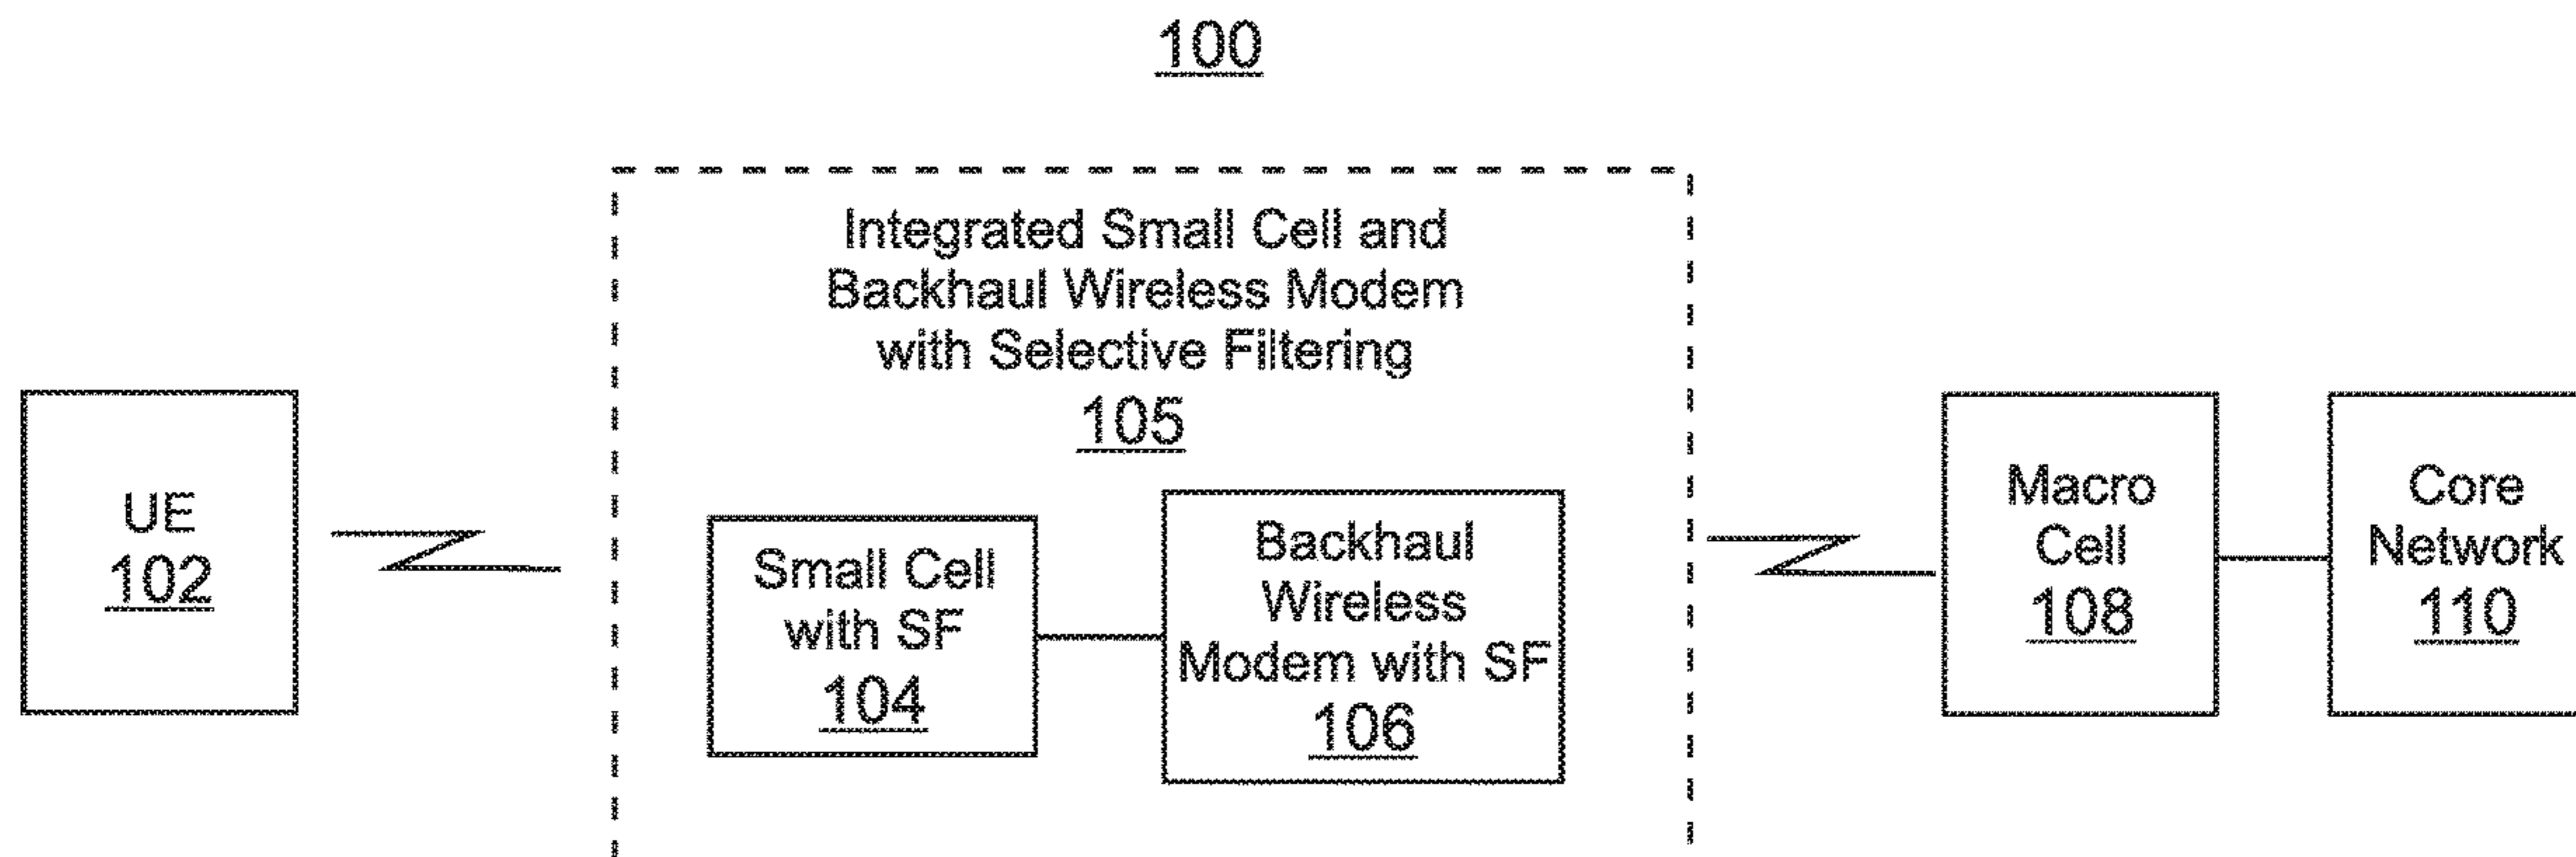 100
Integrated Small Cell and
Backhaul Wireless Modem
with Selective Filtering
105
UE
102
Small Cell
with SF
104
Backhaul
Wireless
Modem with SF
106
Macro
Cell
108
Core
Network
110